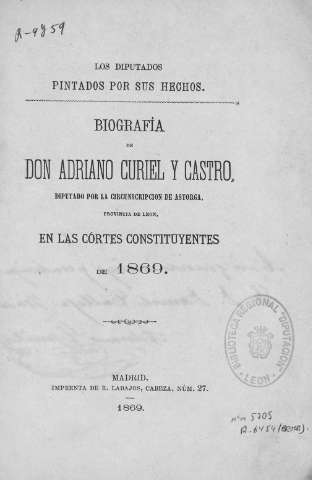 R-9459
LOS DIPUTADOS
PINTADOS POR SUS HECHOS.
BIOGRAFÍA
DE
DON ADRIANO CURIEL Y CASTRO,
DIPUTADO POR LA CIRCUNSCRIPCION DE ASTORGA,
PROVINCIA DE LEON,
EN LAS CÓRTES CONSTITUYENTES
DE 1869.
BIBLIOTECA REGIONAL "DIPUTACION"
LEON
MADRID.
IMPRENTA DE R. LABAJOS, CABEZA, NÚM. 27.
1869.
5205